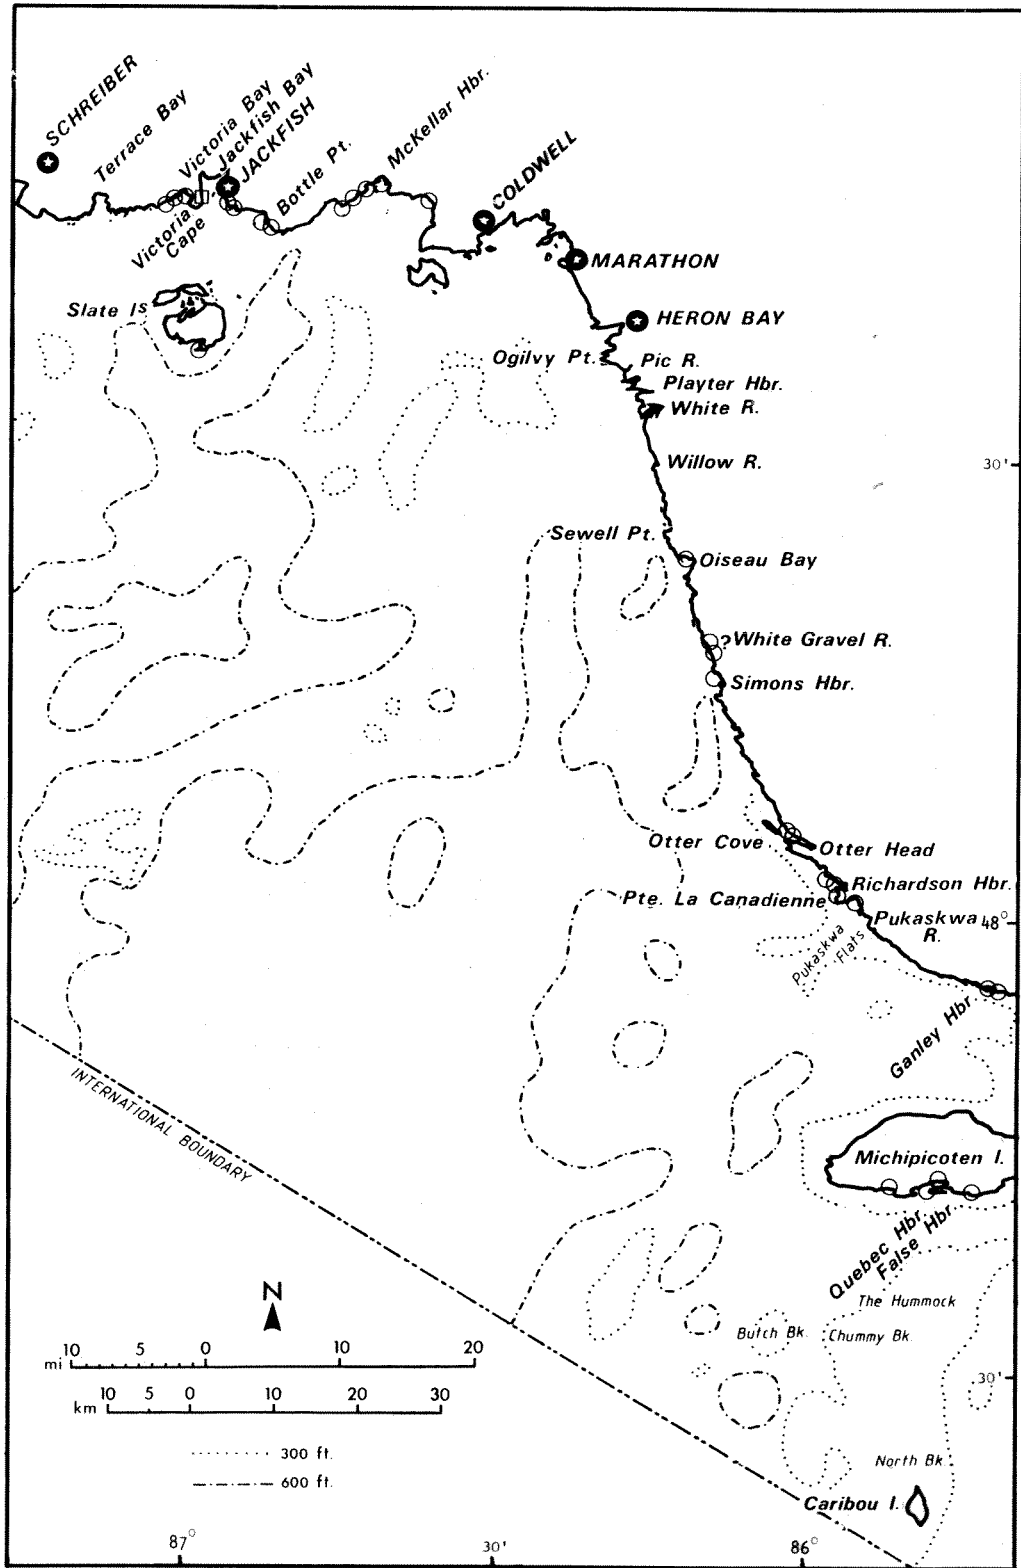 SCHREIBER
Terrace Bay
Victoria Bay
Jackfish Bay
JACKFISH
Victoria
Cape
Bottle Pt.
McKellar Hbr.
COLDWELL
MARATHON
HERON BAY
Slate Is
Ogilvy Pt.
Pic R.
Playter Hbr.
White R.
Willow R.
30'
Sewell Pt.
Oiseau Bay
?White Gravel R.
Simons Hbr.
Otter Cove
Otter Head
Richardson Hbr.
Pte. La Canadienne
Pukaskwa
R.
48°
Pukaskwa
Flats
Ganley Hbr
INTERNATIONAL BOUNDARY
Michipicoten I.
Quebec Hbr
False Hbr
The Hummock
Butch Bk.
Chummy Bk.
N
10 5 0 10 20
mi
10 5 0 10 20 30
km
30'
300 ft.
600 ft.
North Bk.
Caribou I.
87°
30'
86°